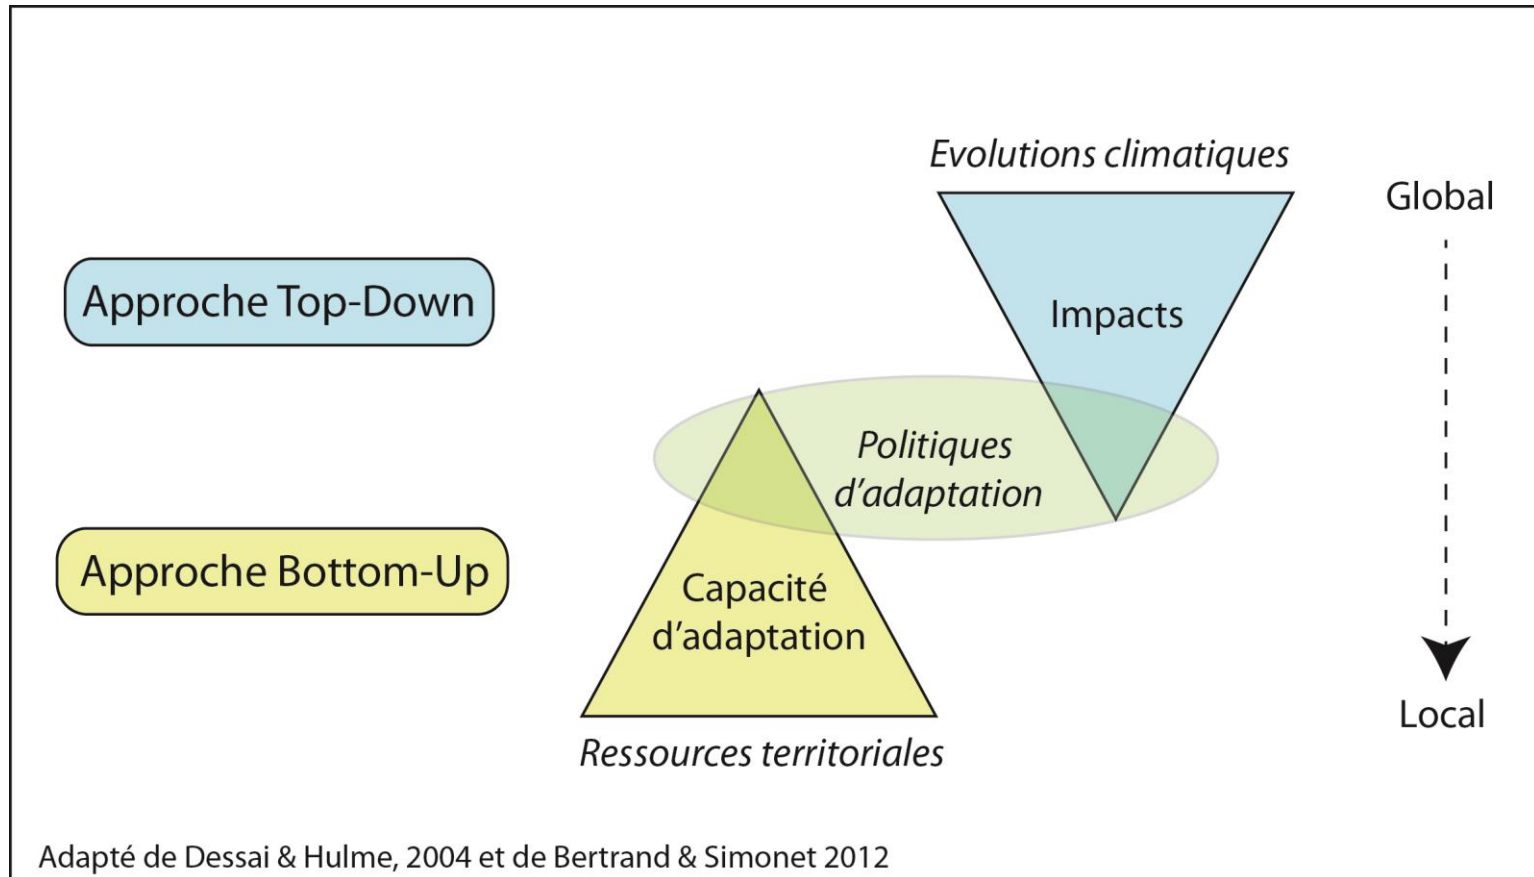 Evolutions climatiques
Global
Approche Top-Down
Impacts
Politiques
d’adaptation
Approche Bottom-Up
Capacité
d’adaptation
Local
Ressources territoriales
Adapté de Dessai & Hulme, 2004 et de Bertrand & Simonet 2012